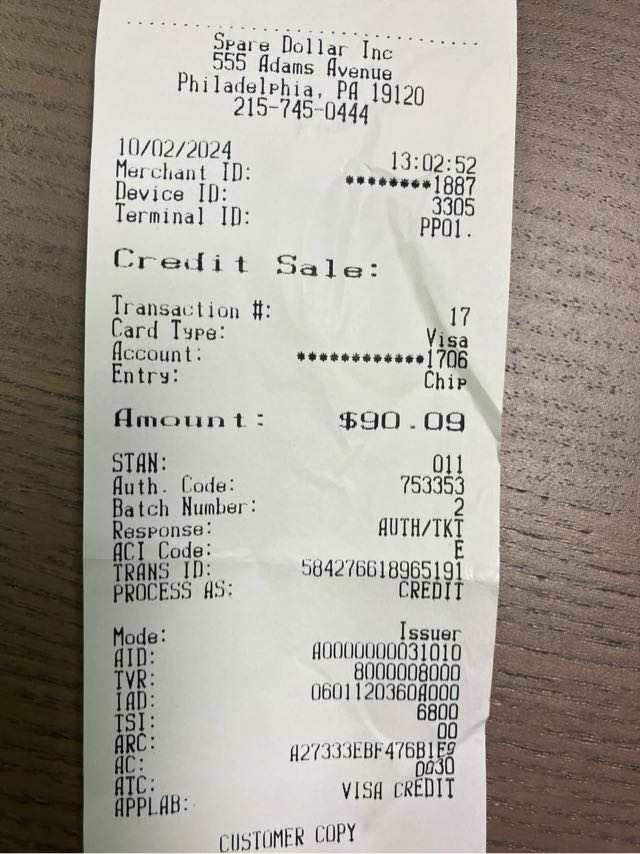 Spare Dollar Inc
555 Adams Avenue
Philadelphia, PA 19120
215-745-0444
10/02/2024 13:02:52
Merchant ID: ********1887
Device ID: 3305
Terminal ID: PP01.
Credit Sale:
Transaction #: 17
Card Type: Visa
Account: ************1706
Entry: Chip
Amount: $90.09
STAN: 011
Auth. Code: 753353
Batch Number: 2
Response: AUTH/TKT
ACI Code: E
TRANS ID: 584276618965191
PROCESS AS: CREDIT
Mode: Issuer
AID: A0000000031010
TVR: 8000008000
IAD: 0601120360A000
TSI: 6800
ARC: 00
AC: A27333EBF476B1E9
ATC: 0030
APPLAB: VISA CREDIT
CUSTOMER COPY